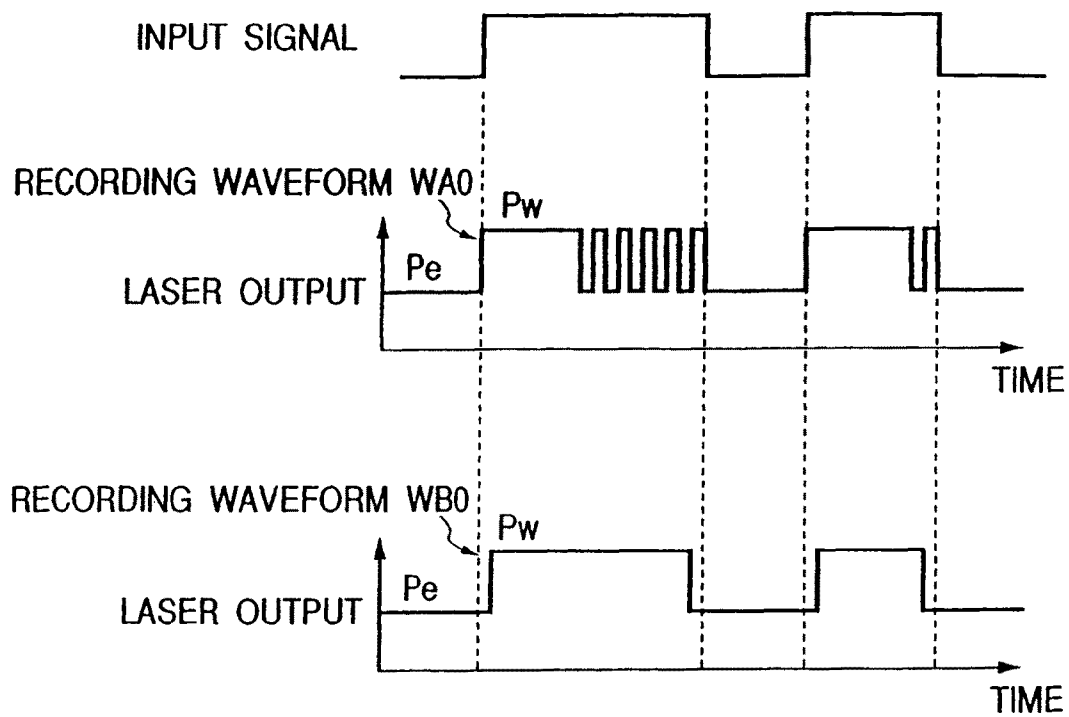 INPUT SIGNAL
RECORDING WAVEFORM WA0
Pw
Pe
LASER OUTPUT
TIME
RECORDING WAVEFORM WB0
Pw
Pe
LASER OUTPUT
TIME